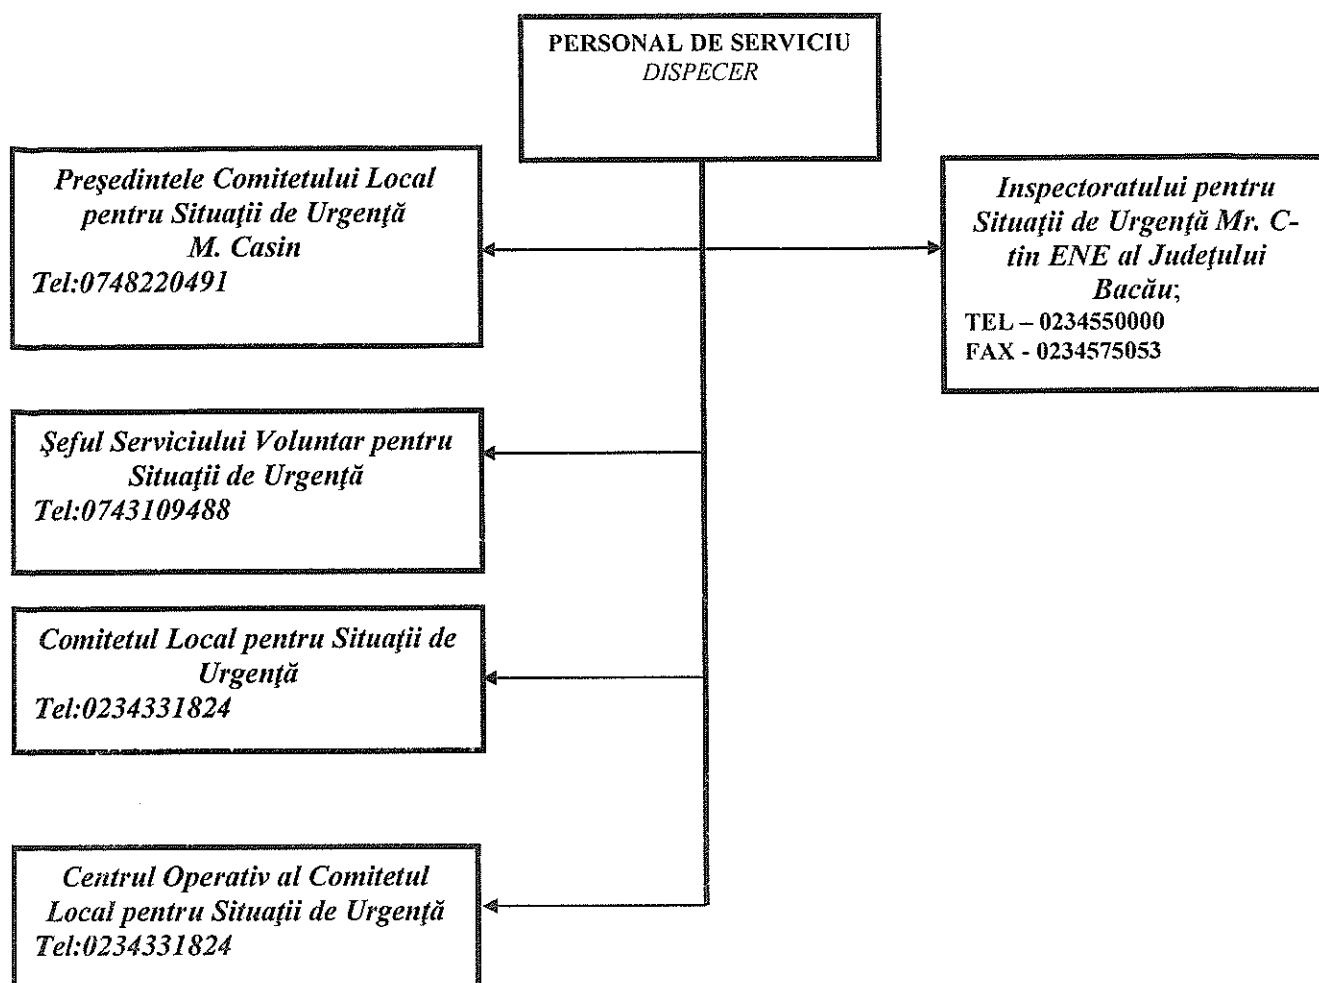 PERSONAL DE SERVICIU
DISPECER
Preşedintele Comitetului Local
pentru Situaţii de Urgenţă
M. Casin
Tel:0748220491
Inspectoratului pentru
Situaţii de Urgenţă Mr. C-
tin ENE al Judeţului
Bacău;
TEL – 0234550000
FAX - 0234575053
Şeful Serviciului Voluntar pentru
Situaţii de Urgenţă
Tel:0743109488
Comitetul Local pentru Situaţii de
Urgenţă
Tel:0234331824
Centrul Operativ al Comitetul
Local pentru Situaţii de Urgenţă
Tel:0234331824